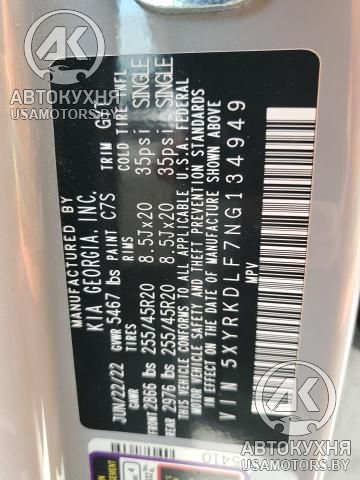 АВТОКУХНЯ
USAMOTORS.BY
MANUFACTURED BY
KIA GEORGIA, INC.
JUN/22/22 PAINT C7S TRIM
GVWR 5467 lbs
GAWR TIRES RIMS COLD TIRE INFL
FRONT 2866 lbs 255/45R20 8.5Jx20 35psi SINGLE
REAR 2976 lbs 255/45R20 8.5Jx20 35psi SINGLE
THIS VEHICLE CONFORMS TO ALL APPLICABLE U.S.A. FEDERAL
MOTOR VEHICLE SAFETY AND THEFT PREVENTION STANDARDS
IN EFFECT ON THE DATE OF MANUFACTURE SHOWN ABOVE
VIN 5XYRKDLF7NG134949
MPV
5410
АВТОКУХНЯ
USAMOTORS.BY